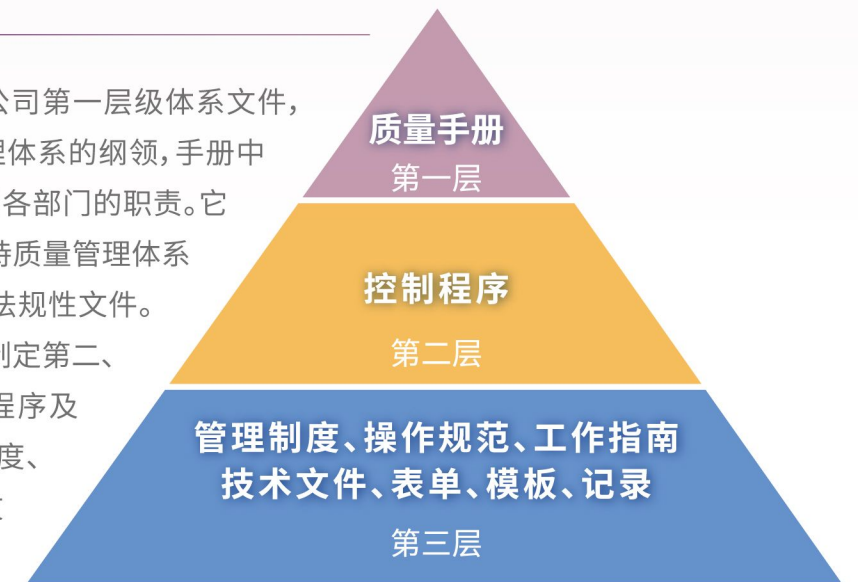 公司第一层级体系文件,
理体系的纲领,手册中
各部门的职责。它
持质量管理体系
法规性文件。
制定第二、
程序及
度、
质量手册
第一层
控制程序
第二层
管理制度、操作规范、工作指南
技术文件、表单、模板、记录
第三层